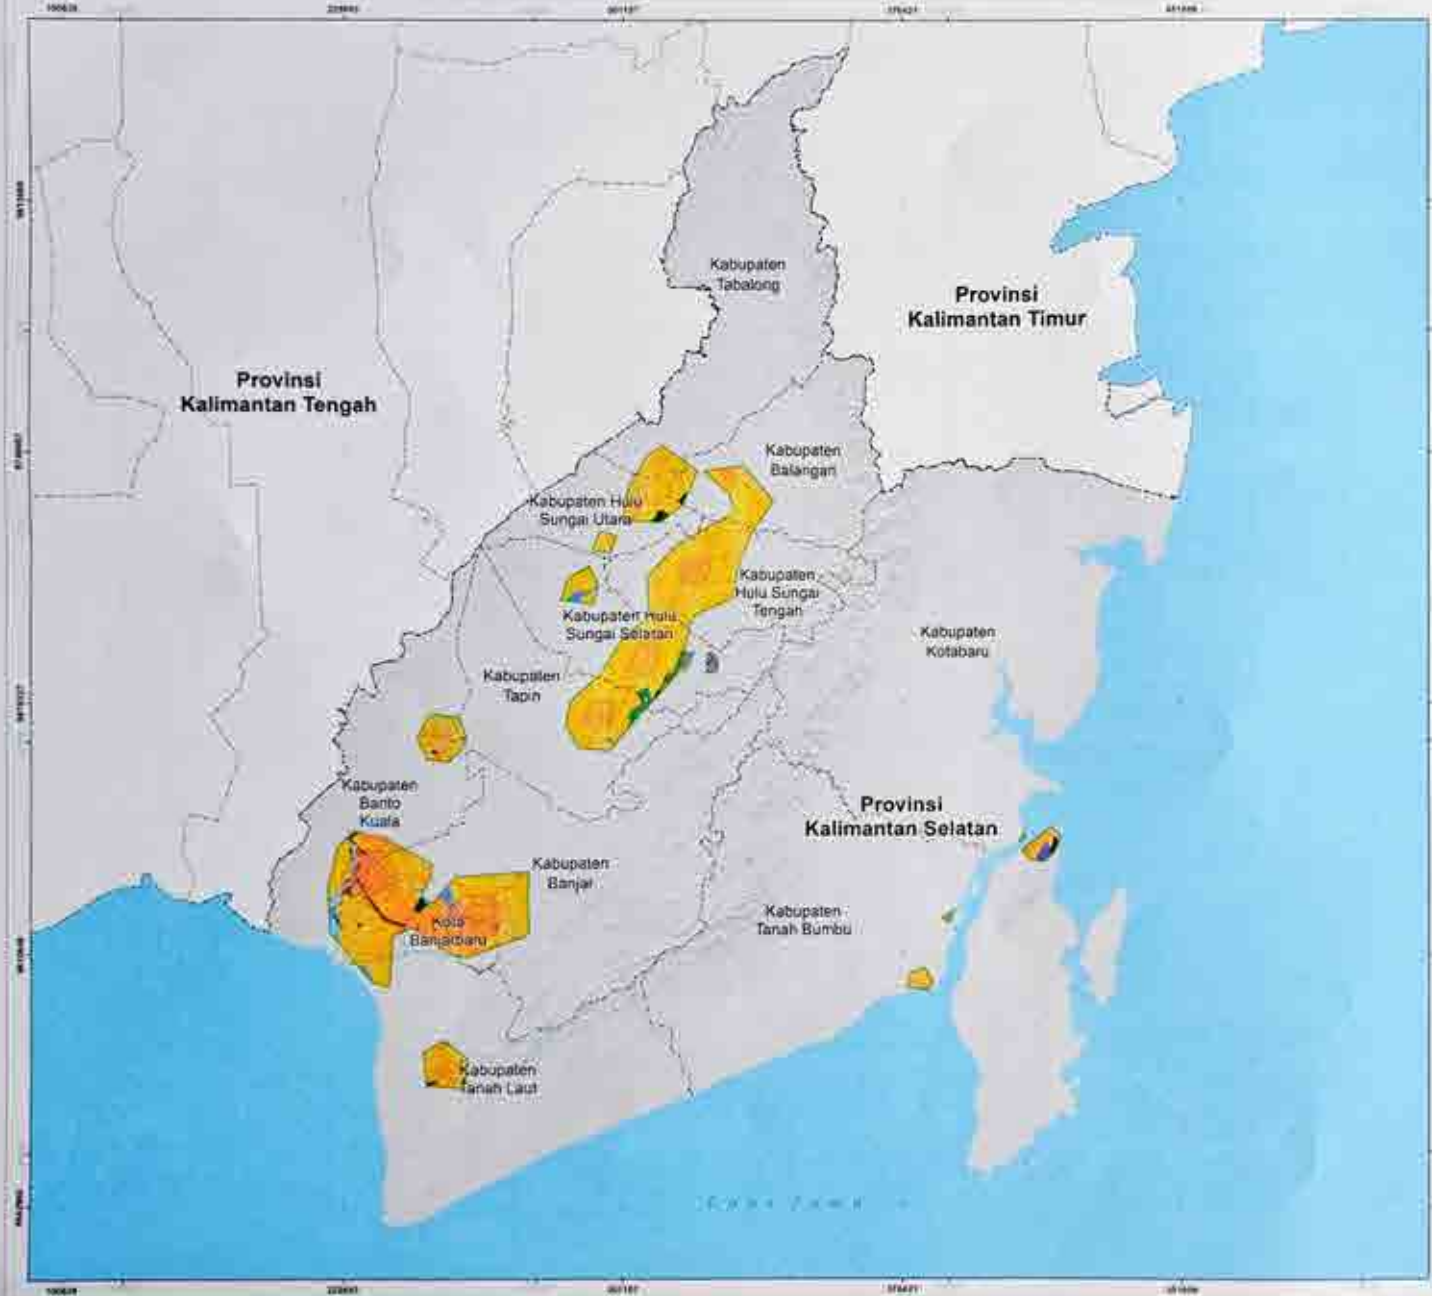 Kabupaten
Tabalong
Provinsi
Kalimantan Timur
Provinsi
Kalimantan Tengah
Kabupaten
Balangan
Kabupaten Hulu
Sungai Utara
Kabupaten
Hulu Sungai
Tengah
Kabupaten Hulu
Sungai Selatan
Kabupaten
Kotabaru
Kabupaten
Tapin
Kabupaten
Banto
Kuala
Provinsi
Kalimantan Selatan
Kabupaten
Banjar
Kota
Banjarbaru
Kabupaten
Tanah Bumbu
Kabupaten
Tanah Laut